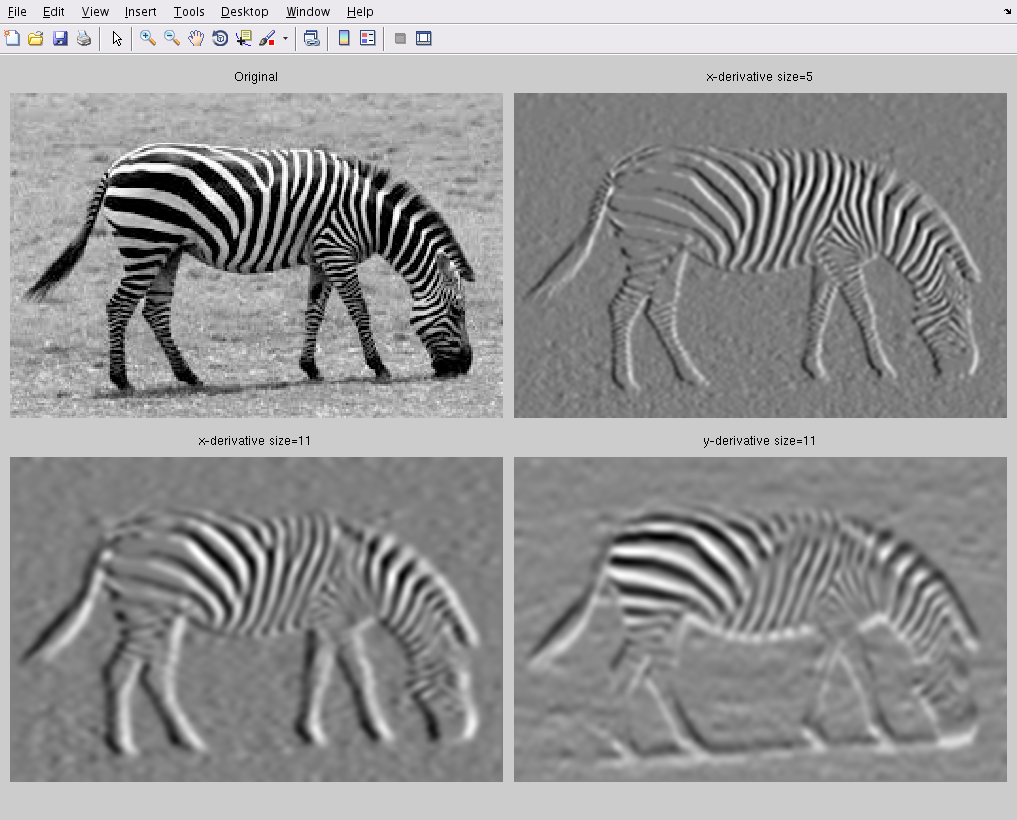 File Edit View Insert Tools Desktop Window Help
Original
x-derivative size=5
x-derivative size=11
y-derivative size=11